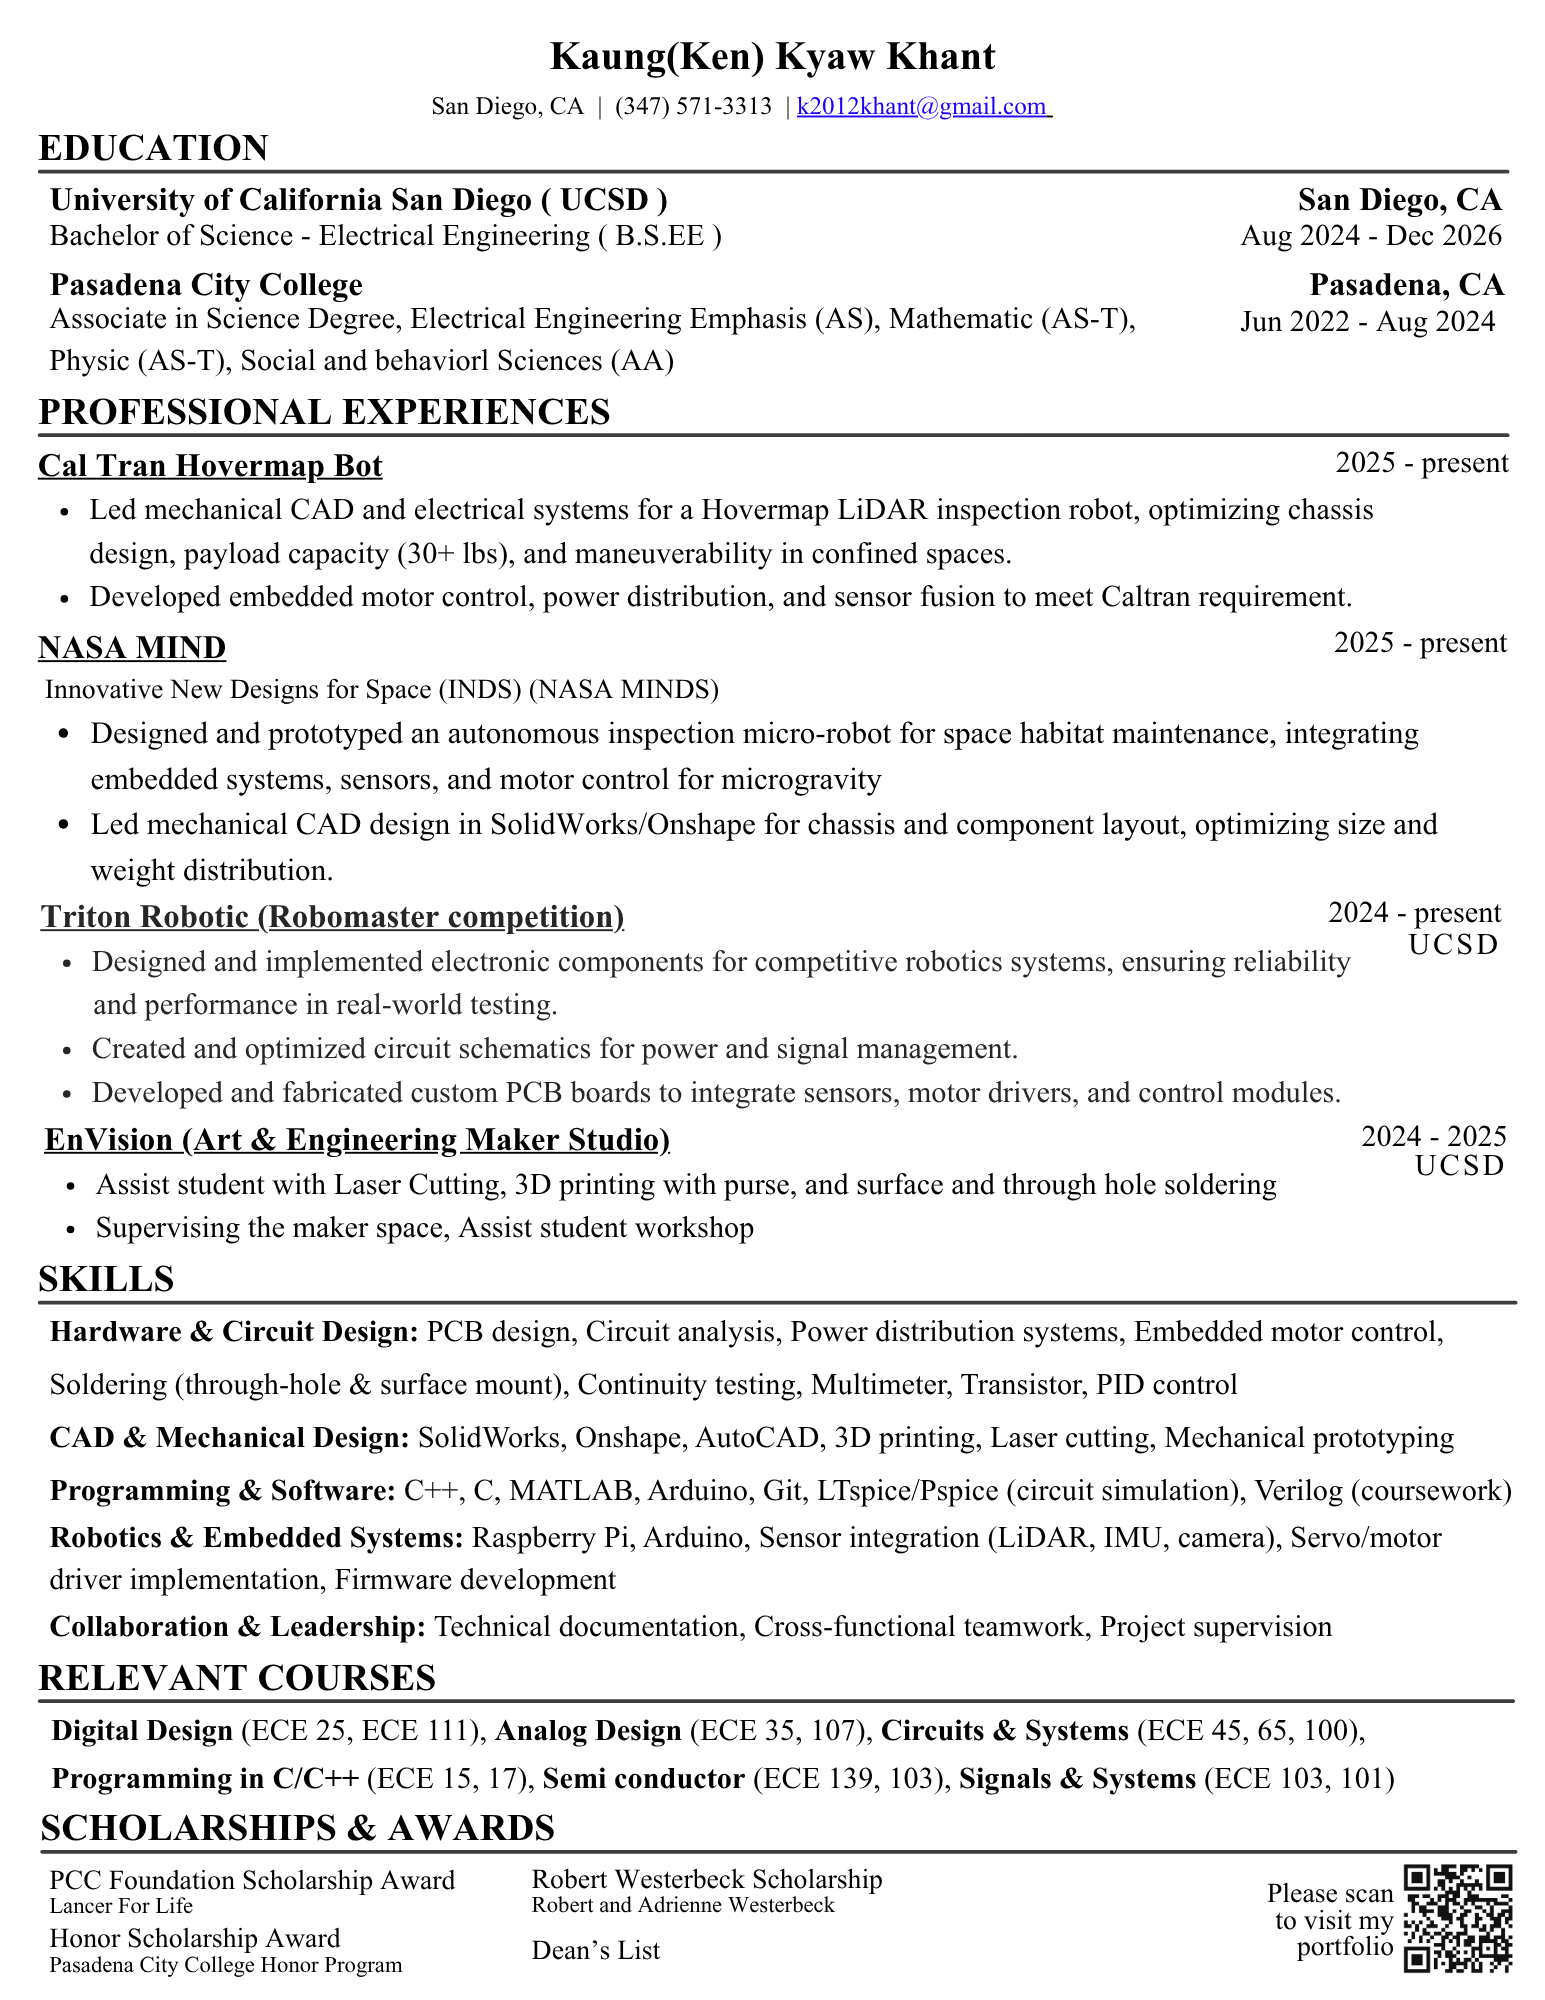 Kaung(Ken) Kyaw Khant
San Diego, CA | (347) 571-3313 | k2012khant@gmail.com
EDUCATION
University of California San Diego ( UCSD ) San Diego, CA
Bachelor of Science - Electrical Engineering ( B.S.EE ) Aug 2024 - Dec 2026
Pasadena City College Pasadena, CA
Associate in Science Degree, Electrical Engineering Emphasis (AS), Mathematic (AS-T), Jun 2022 - Aug 2024
Physic (AS-T), Social and behaviorl Sciences (AA)
PROFESSIONAL EXPERIENCES
Cal Tran Hovermap Bot 2025 - present
• Led mechanical CAD and electrical systems for a Hovermap LiDAR inspection robot, optimizing chassis
design, payload capacity (30+ lbs), and maneuverability in confined spaces.
• Developed embedded motor control, power distribution, and sensor fusion to meet Caltran requirement.
NASA MIND 2025 - present
Innovative New Designs for Space (INDS) (NASA MINDS)
• Designed and prototyped an autonomous inspection micro-robot for space habitat maintenance, integrating
embedded systems, sensors, and motor control for microgravity
• Led mechanical CAD design in SolidWorks/Onshape for chassis and component layout, optimizing size and
weight distribution.
Triton Robotic (Robomaster competition) 2024 - present
UCSD
• Designed and implemented electronic components for competitive robotics systems, ensuring reliability
and performance in real-world testing.
• Created and optimized circuit schematics for power and signal management.
• Developed and fabricated custom PCB boards to integrate sensors, motor drivers, and control modules.
EnVision (Art & Engineering Maker Studio) 2024 - 2025
UCSD
• Assist student with Laser Cutting, 3D printing with purse, and surface and through hole soldering
• Supervising the maker space, Assist student workshop
SKILLS
Hardware & Circuit Design: PCB design, Circuit analysis, Power distribution systems, Embedded motor control,
Soldering (through-hole & surface mount), Continuity testing, Multimeter, Transistor, PID control
CAD & Mechanical Design: SolidWorks, Onshape, AutoCAD, 3D printing, Laser cutting, Mechanical prototyping
Programming & Software: C++, C, MATLAB, Arduino, Git, LTspice/Pspice (circuit simulation), Verilog (coursework)
Robotics & Embedded Systems: Raspberry Pi, Arduino, Sensor integration (LiDAR, IMU, camera), Servo/motor
driver implementation, Firmware development
Collaboration & Leadership: Technical documentation, Cross-functional teamwork, Project supervision
RELEVANT COURSES
Digital Design (ECE 25, ECE 111), Analog Design (ECE 35, 107), Circuits & Systems (ECE 45, 65, 100),
Programming in C/C++ (ECE 15, 17), Semi conductor (ECE 139, 103), Signals & Systems (ECE 103, 101)
SCHOLARSHIPS & AWARDS
PCC Foundation Scholarship Award
Lancer For Life
Honor Scholarship Award
Pasadena City College Honor Program
Robert Westerbeck Scholarship
Robert and Adrienne Westerbeck
Dean’s List
Please scan
to visit my
portfolio